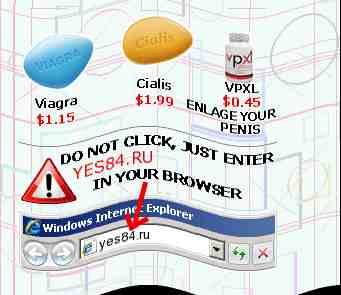 VIAGRA
Cialis
vpxl
Viagra
$1.15
Cialis
$1.99
VPXL
$0.45
ENLAGE YOUR
PENIS
DO NOT CLICK, JUST ENTER
YES84.RU
IN YOUR BROWSER
Windows Internet Explorer
yes84.ru